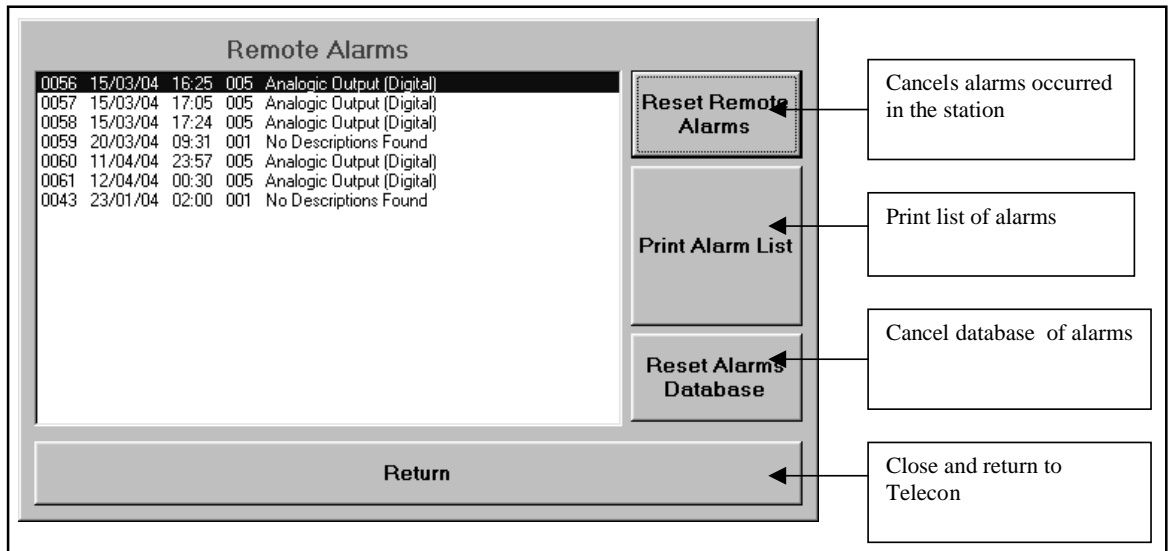 Remote Alarms
0056 15/03/04 16:25 005 Analogic Output (Digital)
0057 15/03/04 17:05 005 Analogic Output (Digital)
0058 15/03/04 17:24 005 Analogic Output (Digital)
0059 20/03/04 09:31 001 No Descriptions Found
0060 11/04/04 23:57 005 Analogic Output (Digital)
0061 12/04/04 00:30 005 Analogic Output (Digital)
0043 23/01/04 02:00 001 No Descriptions Found
Reset Remote
Alarms
Cancels alarms occurred
in the station
Print Alarm List
Print list of alarms
Reset Alarms
Database
Cancel database of alarms
Return
Close and return to
Telecon